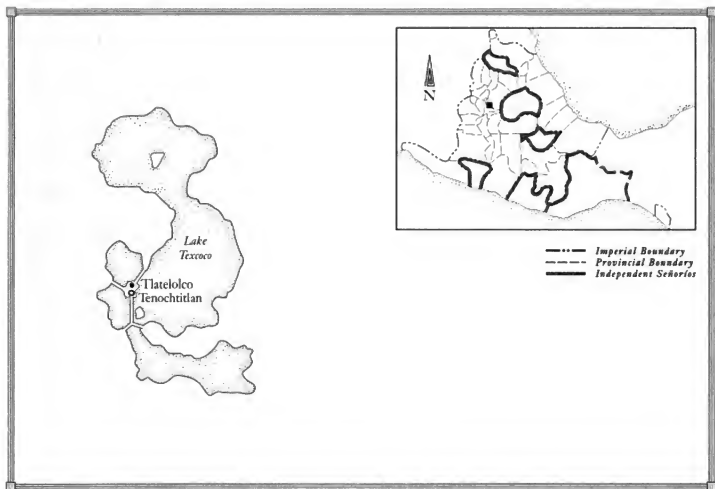 N
Lake
Texcoco
Tlatelolco
Tenochtitlan
Imperial Boundary
Provincial Boundary
Independent Señoríos